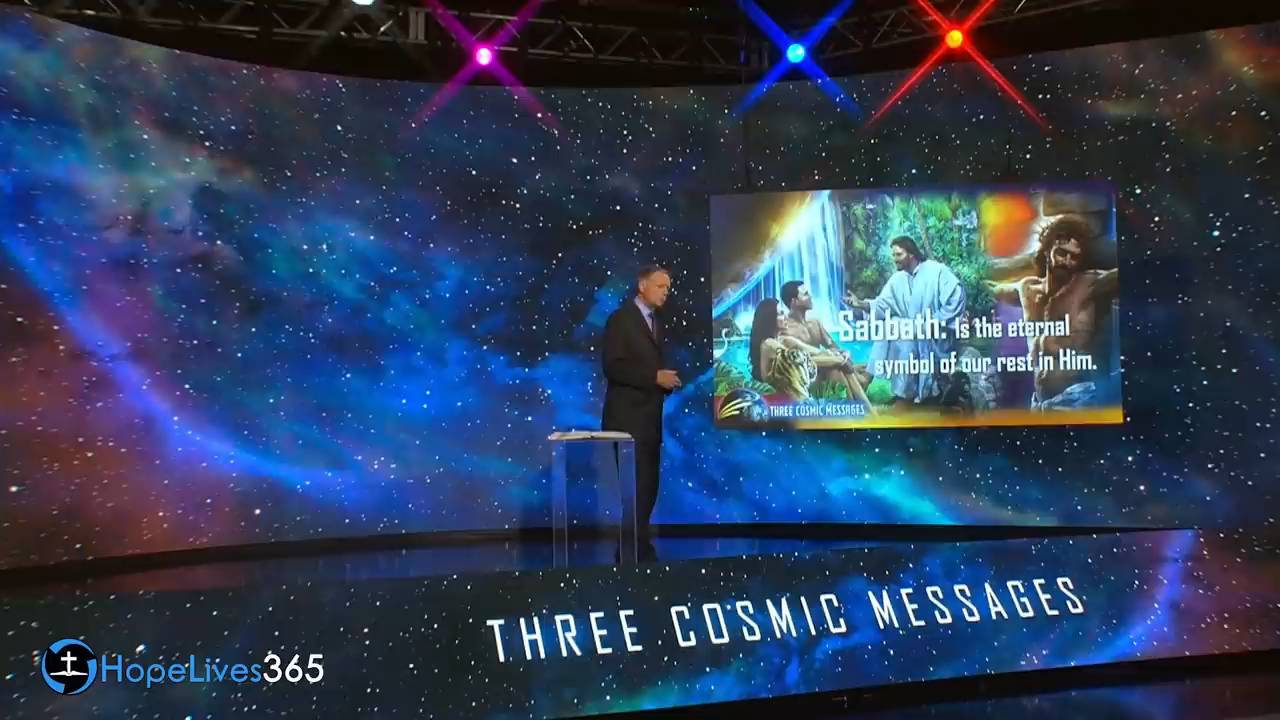 Sabbath: Is the eternal
symbol of our rest in Him.
THREE COSMIC MESSAGES
THREE COSMIC MESSAGES
HopeLives365